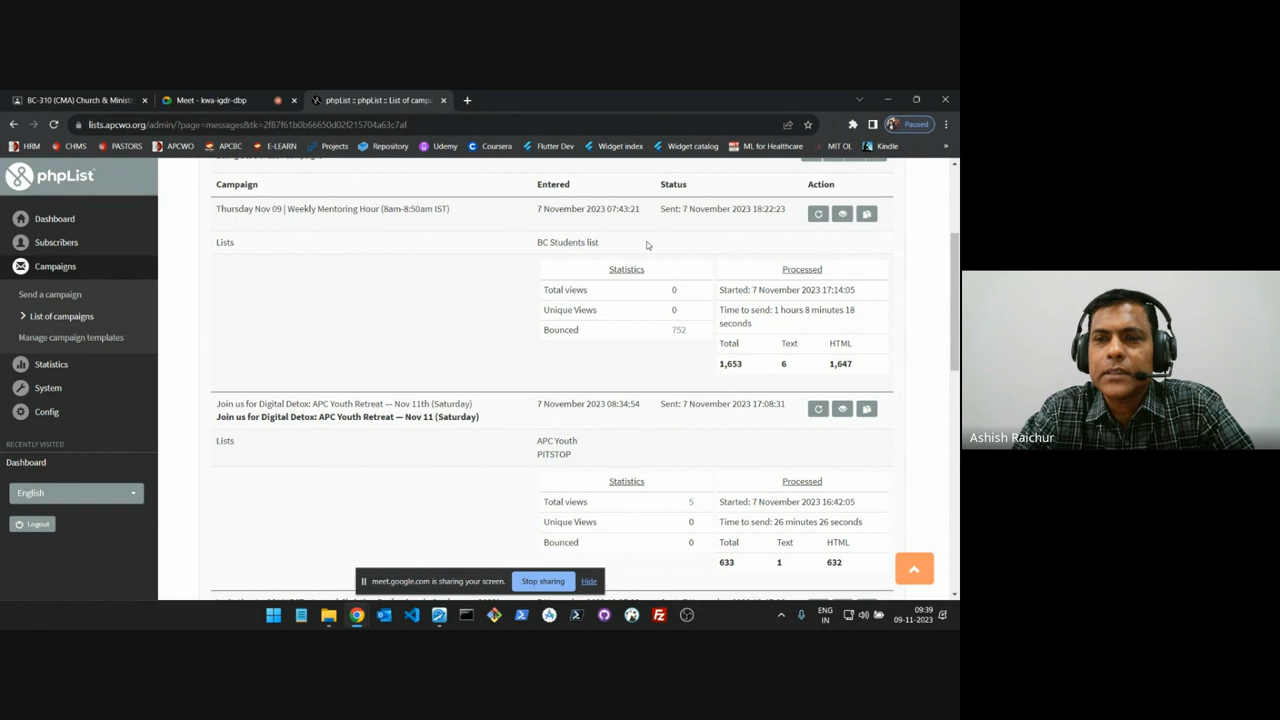 BC-310 (CMA) Church & Ministr
Meet - kwa-igdr-dbp
phpList :: phpList :: List of camp
lists.apcwo.org/admin/?page=messages&tk=2f87f61b0b66650d02f215704a63c7af
Paused
HRM CHMS PASTORS APCWO APCBC E-LEARN Projects Repository Udemy Coursera Flutter Dev Widget index Widget catalog ML for Healthcare MIT OL Kindle
phpList
Dashboard
Subscribers
Campaigns
Send a campaign
List of campaigns
Manage campaign templates
Statistics
System
Config
RECENTLY VISITED
Dashboard
English
Logout
Campaign Entered Status Action
Thursday Nov 09 | Weekly Mentoring Hour (8am-8:50am IST) 7 November 2023 07:43:21 Sent: 7 November 2023 18:22:23
Lists BC Students list
Statistics Processed
Total views 0 Started: 7 November 2023 17:14:05
Unique Views 0 Time to send: 1 hours 8 minutes 18
seconds
Bounced 752
Total Text HTML
1,653 6 1,647
Join us for Digital Detox: APC Youth Retreat — Nov 11th (Saturday) 7 November 2023 08:34:54 Sent: 7 November 2023 17:08:31
Join us for Digital Detox: APC Youth Retreat — Nov 11 (Saturday)
Lists APC Youth
PITSTOP
Statistics Processed
Total views 5 Started: 7 November 2023 16:42:05
Unique Views 0 Time to send: 26 minutes 26 seconds
Bounced 0 Total Text HTML
633 1 632
meet.google.com is sharing your screen. Stop sharing Hide
ENG
IN
09:39
09-11-2023
Ashish Raichur